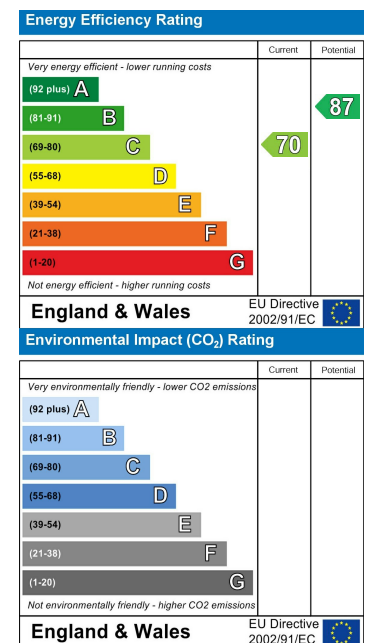 Energy Efficiency Rating
Current Potential
Very energy efficient - lower running costs
(92 plus) A
(81-91) B
(69-80) C
(55-68) D
(39-54) E
(21-38) F
(1-20) G
87
70
Not energy efficient - higher running costs
England & Wales
EU Directive
2002/91/EC
Environmental Impact (CO₂) Rating
Current Potential
Very environmentally friendly - lower CO2 emissions
(92 plus) A
(81-91) B
(69-80) C
(55-68) D
(39-54) E
(21-38) F
(1-20) G
Not environmentally friendly - higher CO2 emissions
England & Wales
EU Directive
2002/91/EC